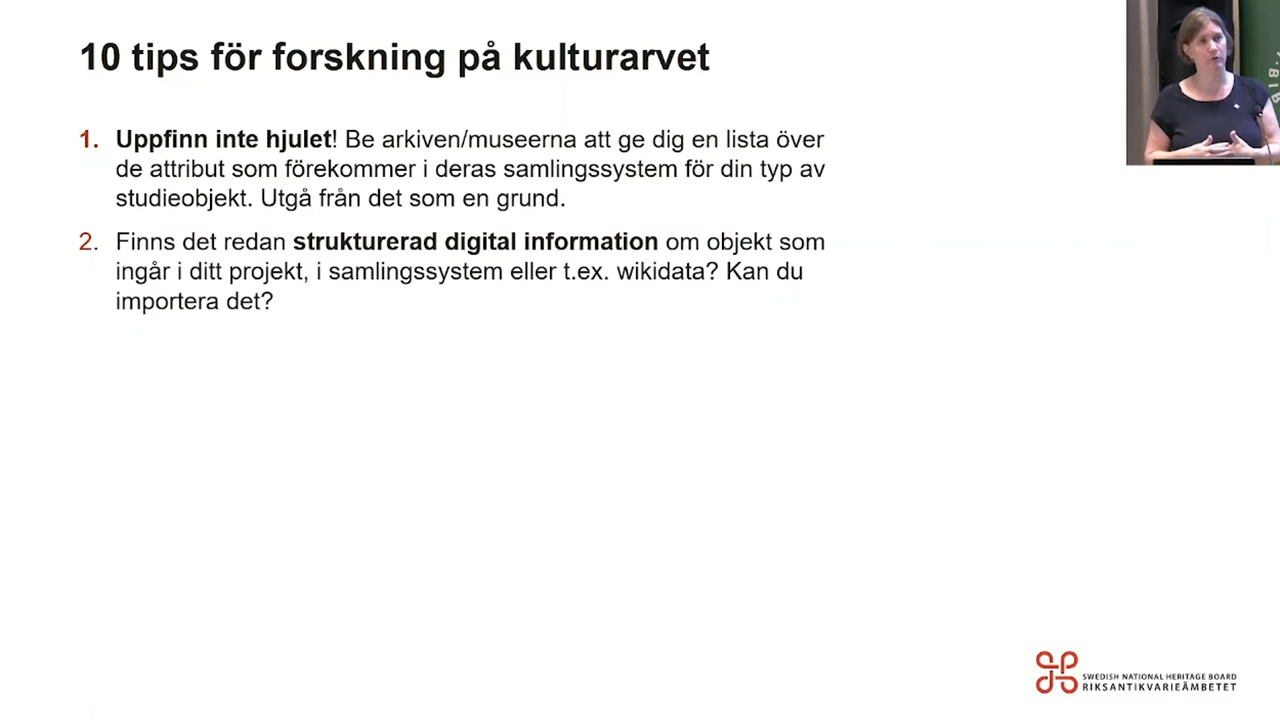 10 tips för forskning på kulturarvet
1. Uppfinn inte hjulet! Be arkiven/museerna att ge dig en lista över
de attribut som förekommer i deras samlingssystem för din typ av
studieobjekt. Utgå från det som en grund.
2. Finns det redan strukturerad digital information om objekt som
ingår i ditt projekt, i samlingssystem eller t.ex. wikidata? Kan du
importera det?
SWEDISH NATIONAL HERITAGE BOARD
RIKSANTIKVARIEÄMBETET